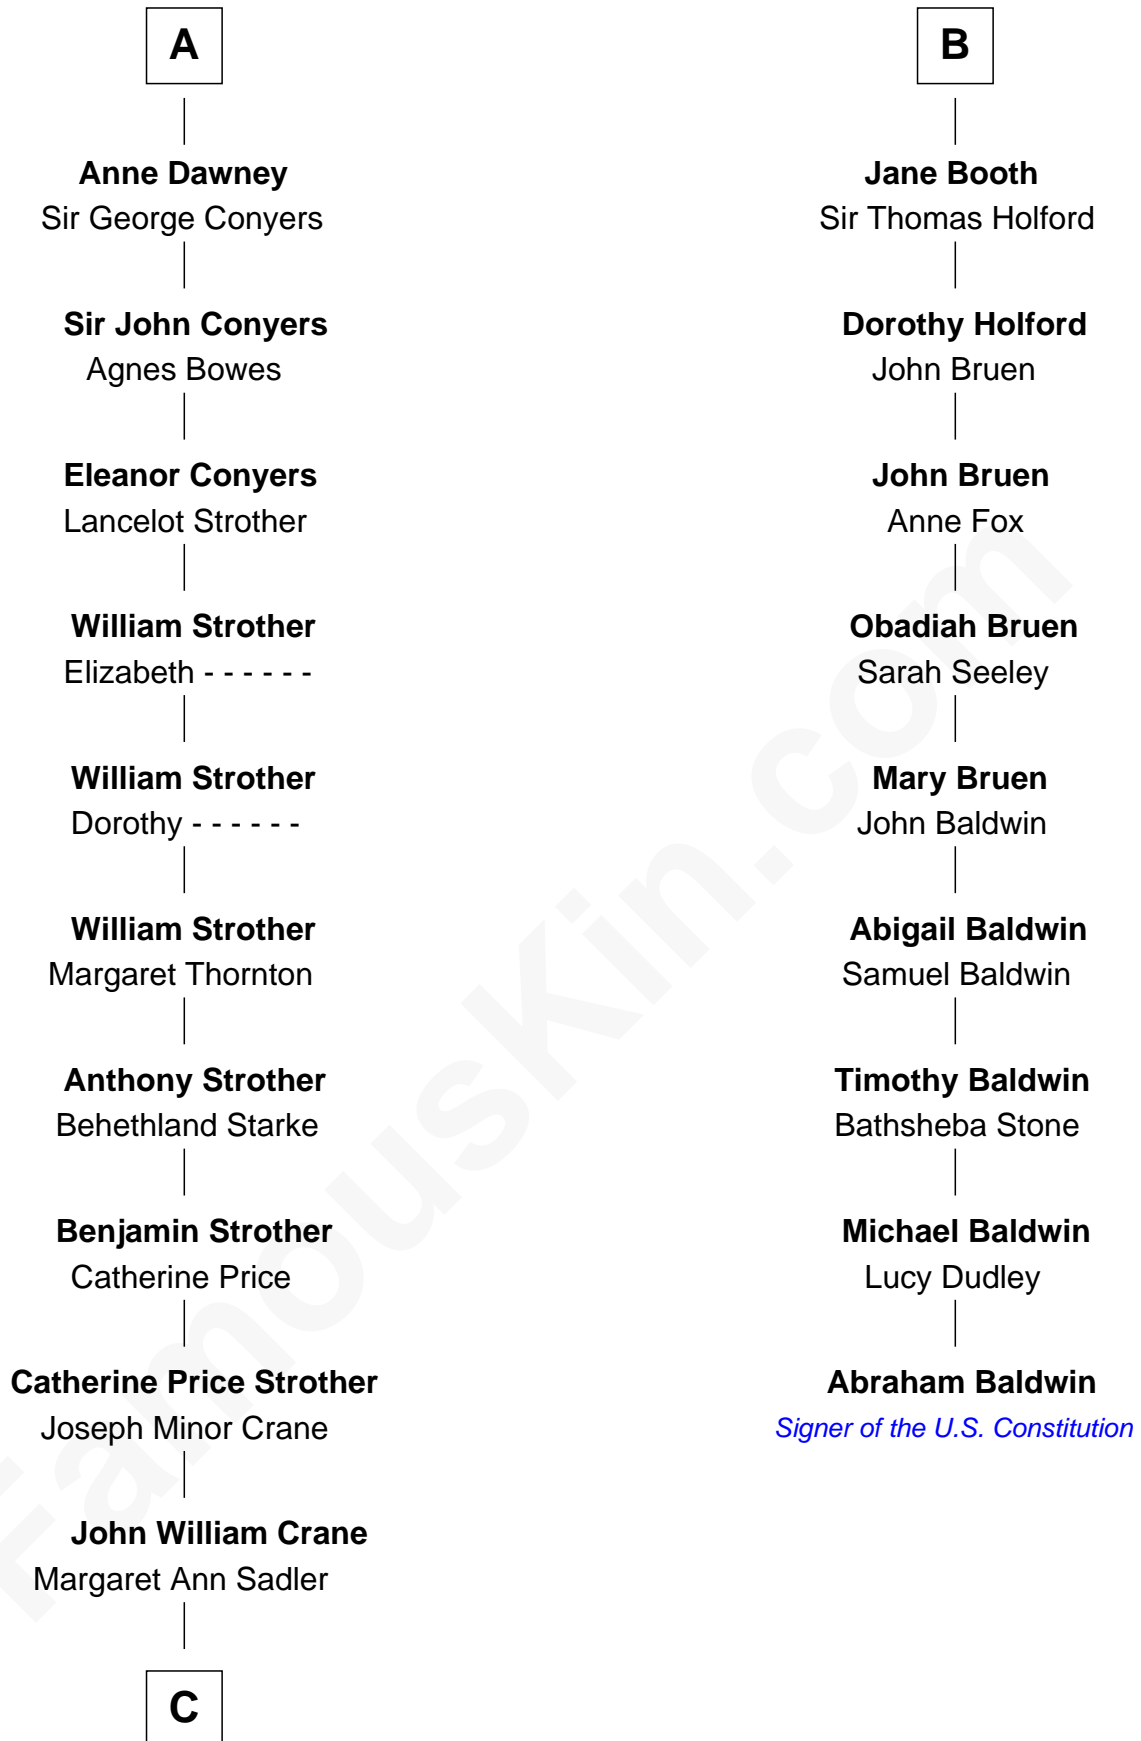 A
Anne Dawney
Sir George Conyers
Sir John Conyers
Agnes Bowes
Eleanor Conyers
Lancelot Strother
William Strother
Elizabeth - - - - - -
William Strother
Dorothy - - - - - -
William Strother
Margaret Thornton
Anthony Strother
Behethland Starke
Benjamin Strother
Catherine Price
Catherine Price Strother
Joseph Minor Crane
John William Crane
Margaret Ann Sadler
C
B
Jane Booth
Sir Thomas Holford
Dorothy Holford
John Bruen
John Bruen
Anne Fox
Obadiah Bruen
Sarah Seeley
Mary Bruen
John Baldwin
Abigail Baldwin
Samuel Baldwin
Timothy Baldwin
Bathsheba Stone
Michael Baldwin
Lucy Dudley
Abraham Baldwin
Signer of the U.S. Constitution
FamousKin.com